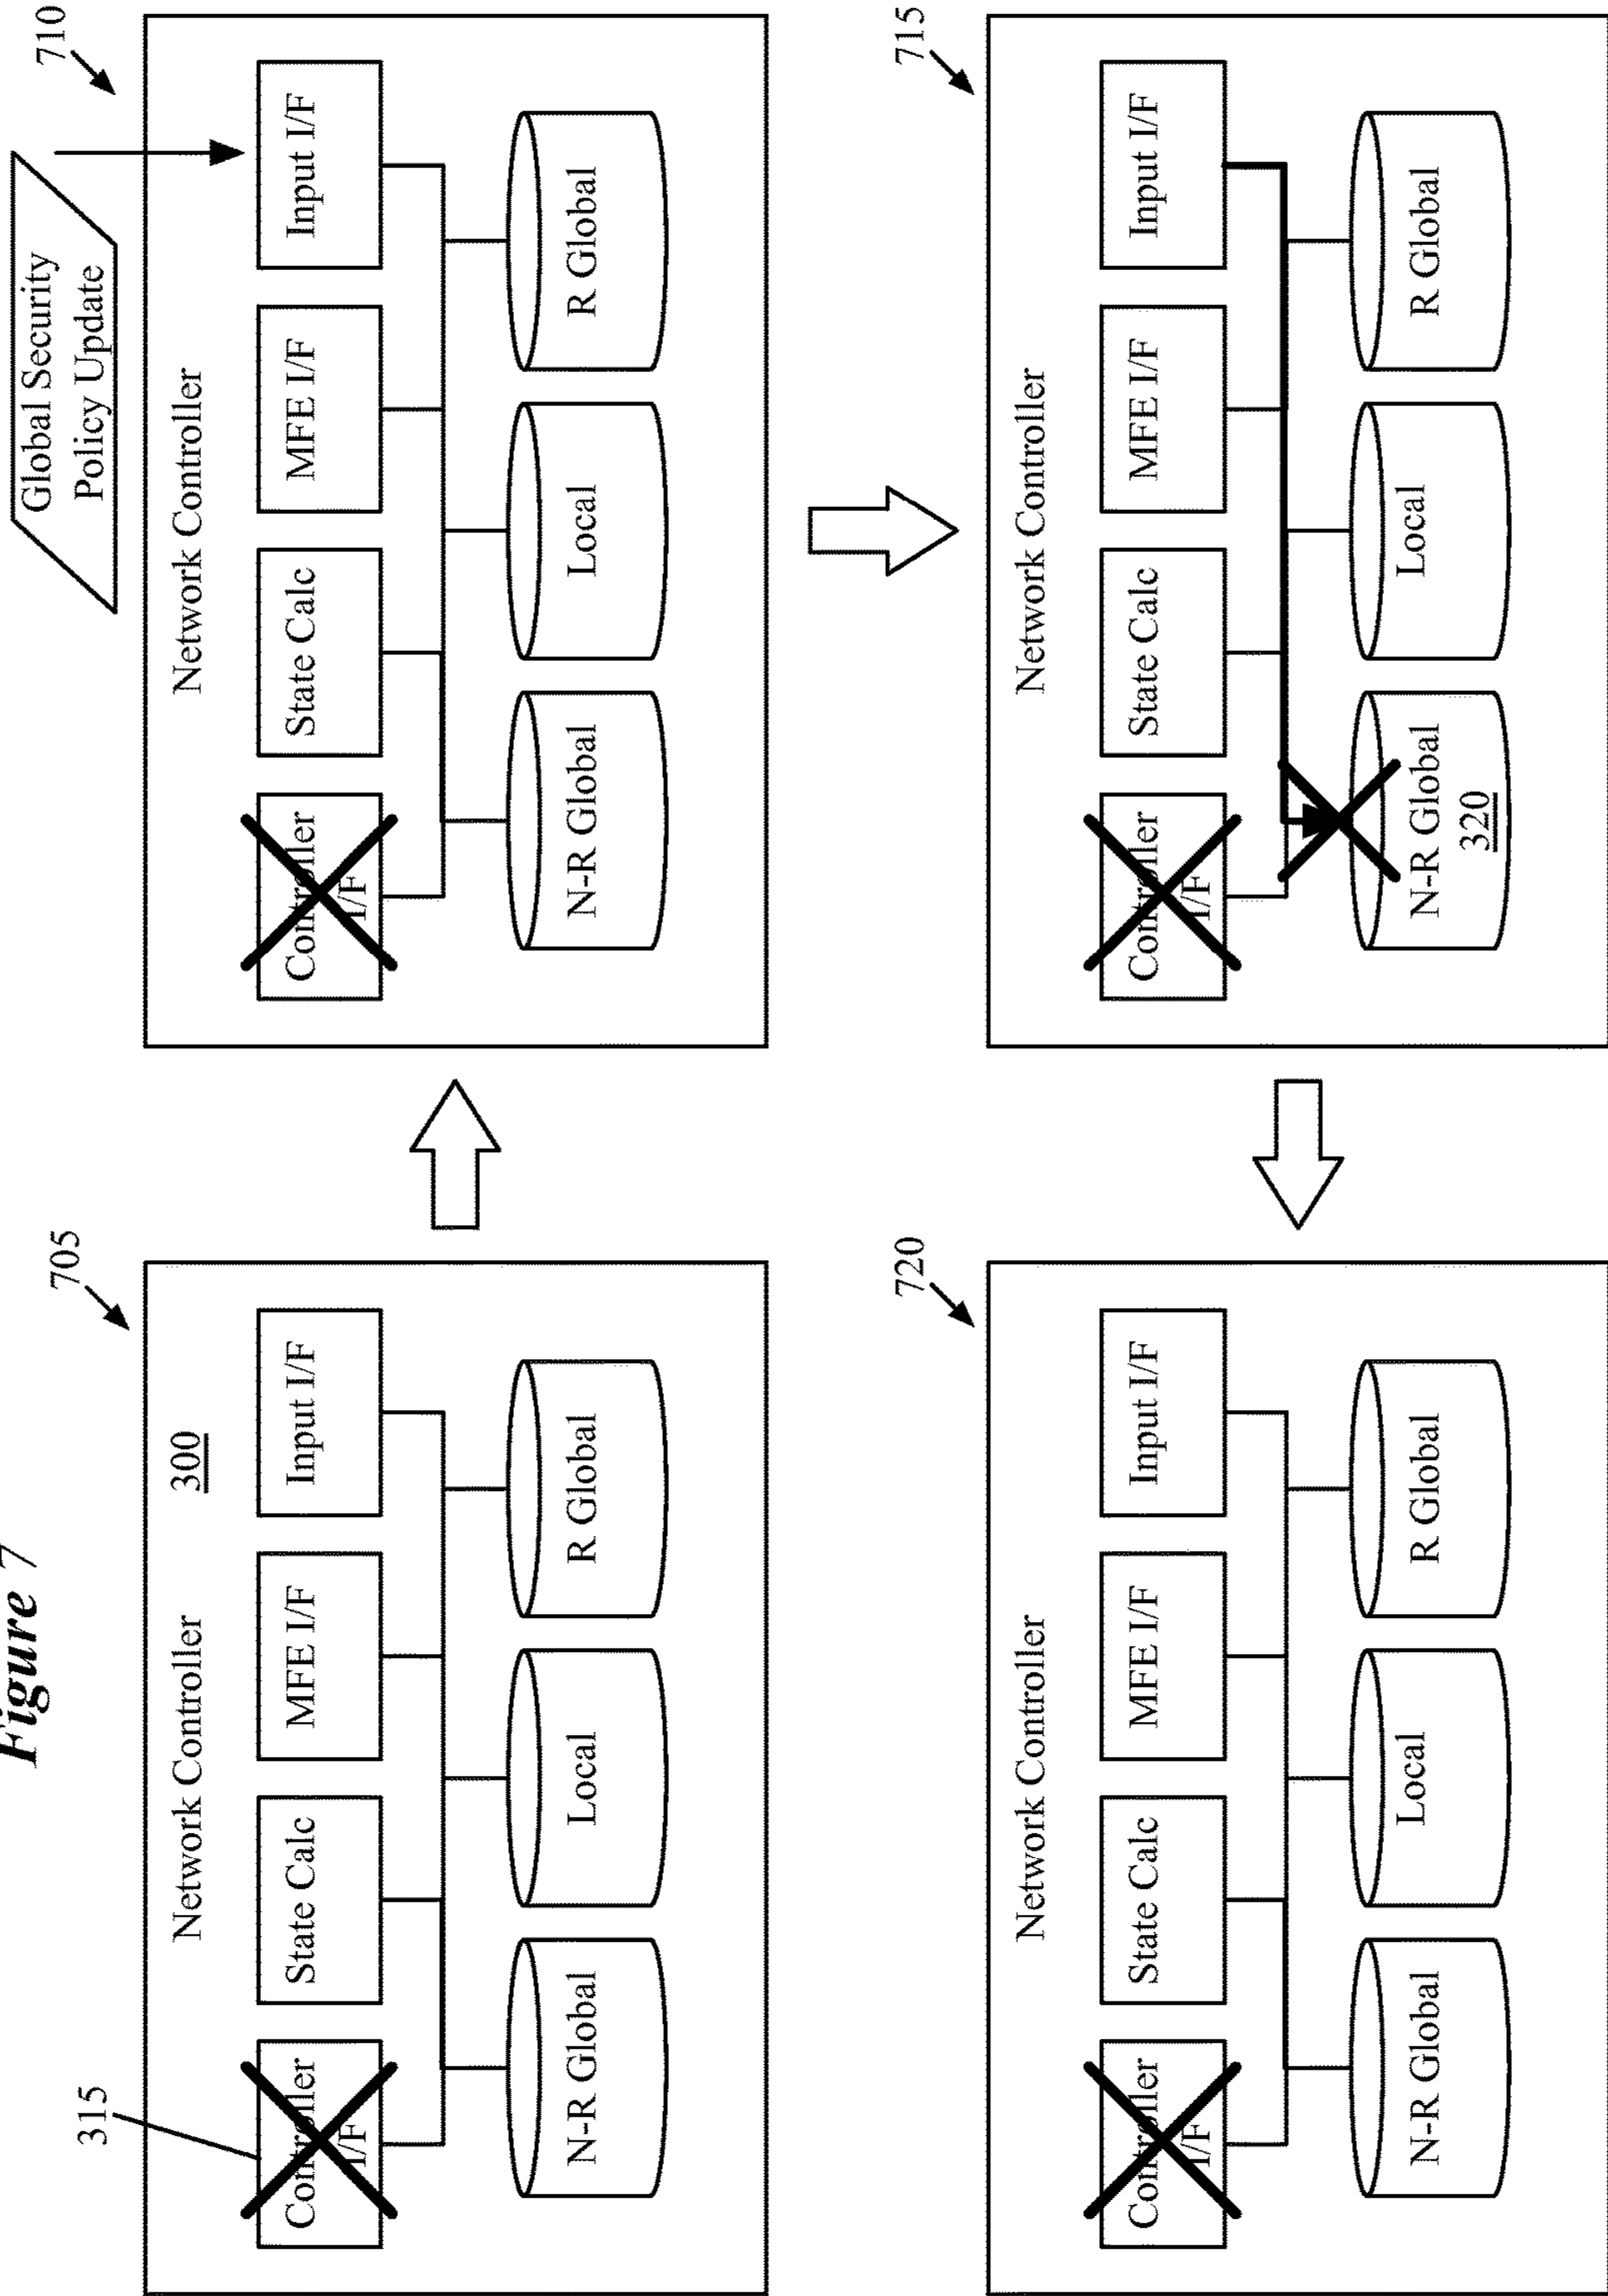 Figure 7
705
315
Network Controller
300
Controller
I/F
State Calc
MFE I/F
Input I/F
N-R Global
Local
R Global
Global Security
Policy Update
710
Network Controller
Controller
I/F
State Calc
MFE I/F
Input I/F
N-R Global
Local
R Global
720
Network Controller
Controller
I/F
State Calc
MFE I/F
Input I/F
N-R Global
Local
R Global
715
Network Controller
Controller
I/F
State Calc
MFE I/F
Input I/F
N-R Global
320
Local
R Global